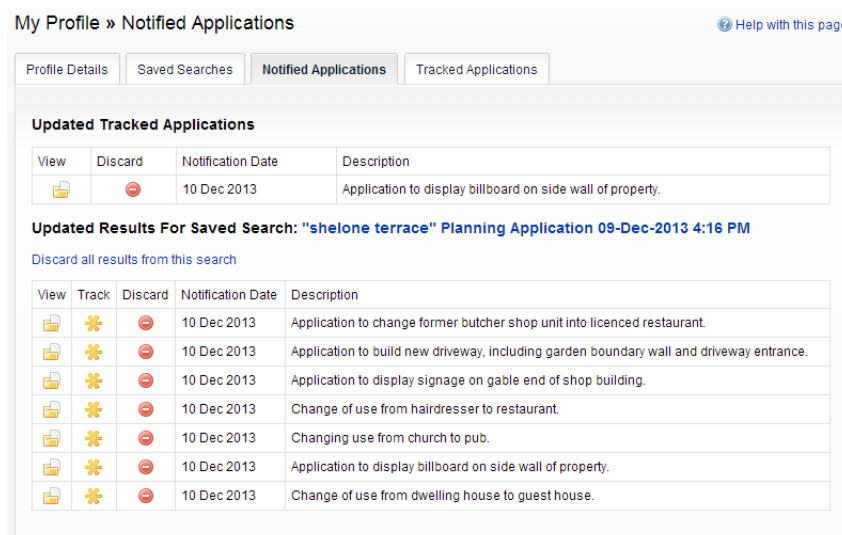 My Profile » Notified Applications
Help with this page
Profile Details Saved Searches Notified Applications Tracked Applications
Updated Tracked Applications
View Discard Notification Date Description
10 Dec 2013 Application to display billboard on side wall of property.
Updated Results For Saved Search: "shelone terrace" Planning Application 09-Dec-2013 4:16 PM
Discard all results from this search
View Track Discard Notification Date Description
10 Dec 2013 Application to change former butcher shop unit into licenced restaurant.
10 Dec 2013 Application to build new driveway, including garden boundary wall and driveway entrance.
10 Dec 2013 Application to display signage on gable end of shop building.
10 Dec 2013 Change of use from hairdresser to restaurant.
10 Dec 2013 Changing use from church to pub.
10 Dec 2013 Application to display billboard on side wall of property.
10 Dec 2013 Change of use from dwelling house to guest house.